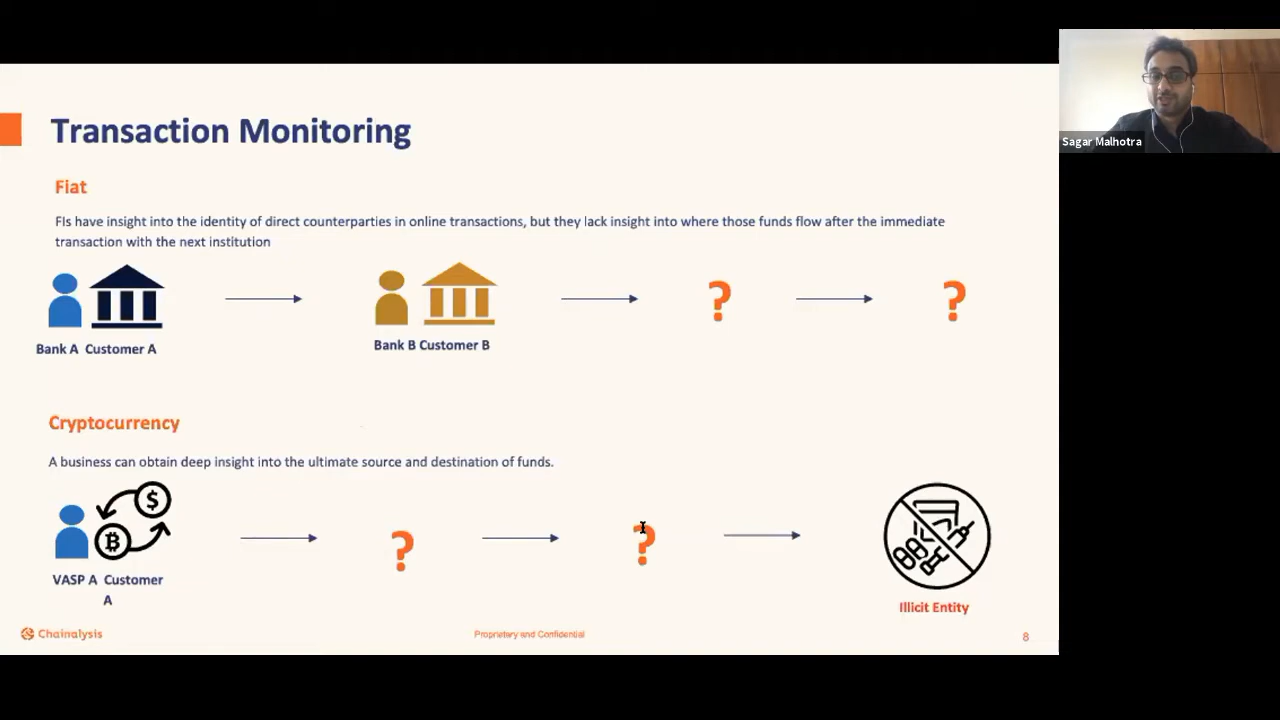 Transaction Monitoring
Sagar Malhotra
Fiat
FIs have insight into the identity of direct counterparties in online transactions, but they lack insight into where those funds flow after the immediate
transaction with the next institution
? ?
Bank A Customer A
Bank B Customer B
Cryptocurrency
A business can obtain deep insight into the ultimate source and destination of funds.
$
B
? ?
VASP A Customer
A
Illicit Entity
Chainalysis
Proprietary and Confidential
8